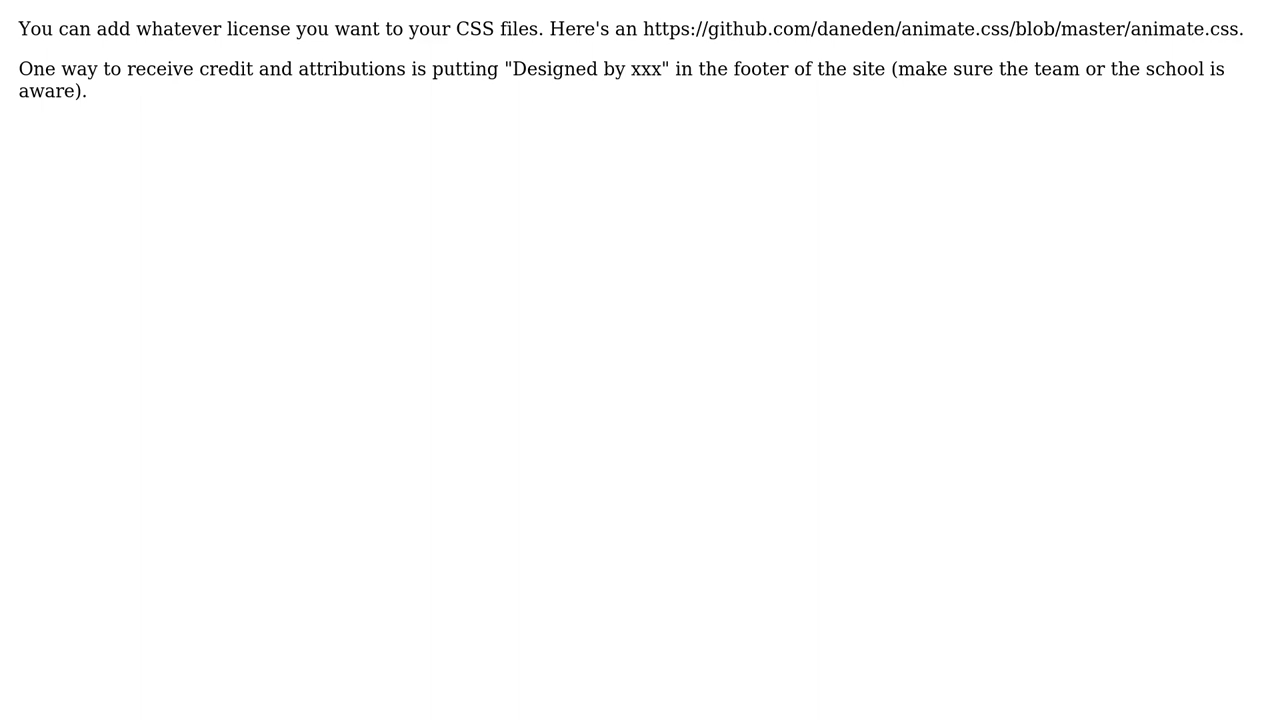 You can add whatever license you want to your CSS files. Here's an https://github.com/daneden/animate.css/blob/master/animate.css.
One way to receive credit and attributions is putting "Designed by xxx" in the footer of the site (make sure the team or the school is
aware).